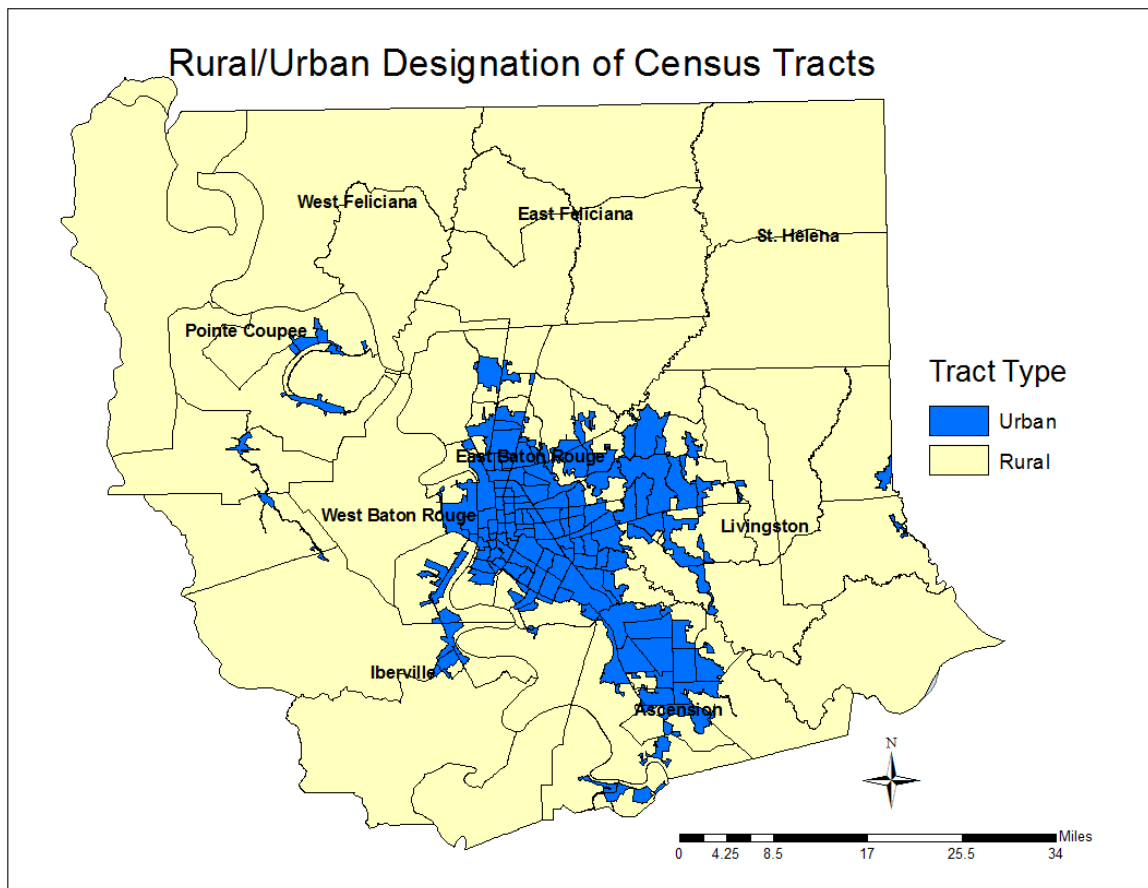 Rural/Urban Designation of Census Tracts
West Feliciana
East Feliciana
St. Helena
Pointe Coupee
Tract Type
Urban
Rural
East Baton Rouge
West Baton Rouge
Livingston
Iberville
Ascension
N
Miles
0 4.25 8.5 17 25.5 34